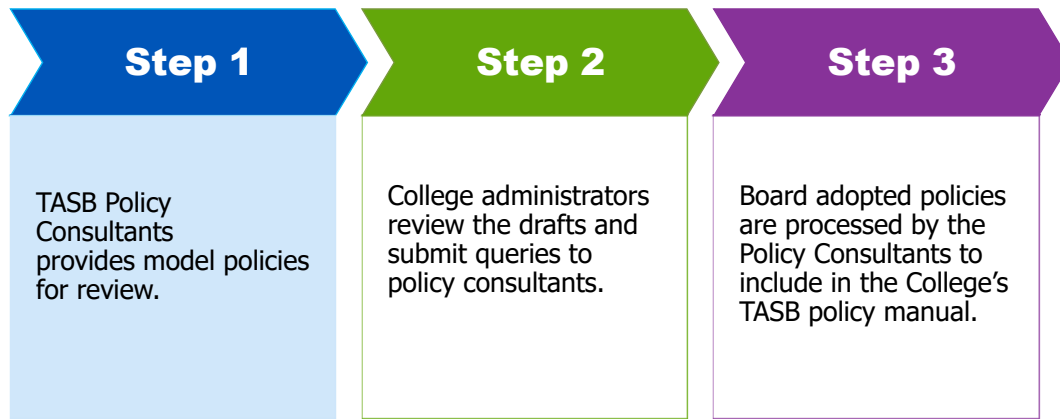 Step 1
TASB Policy
Consultants
provides model policies
for review.
Step 2
College administrators
review the drafts and
submit queries to
policy consultants.
Step 3
Board adopted policies
are processed by the
Policy Consultants to
include in the College’s
TASB policy manual.